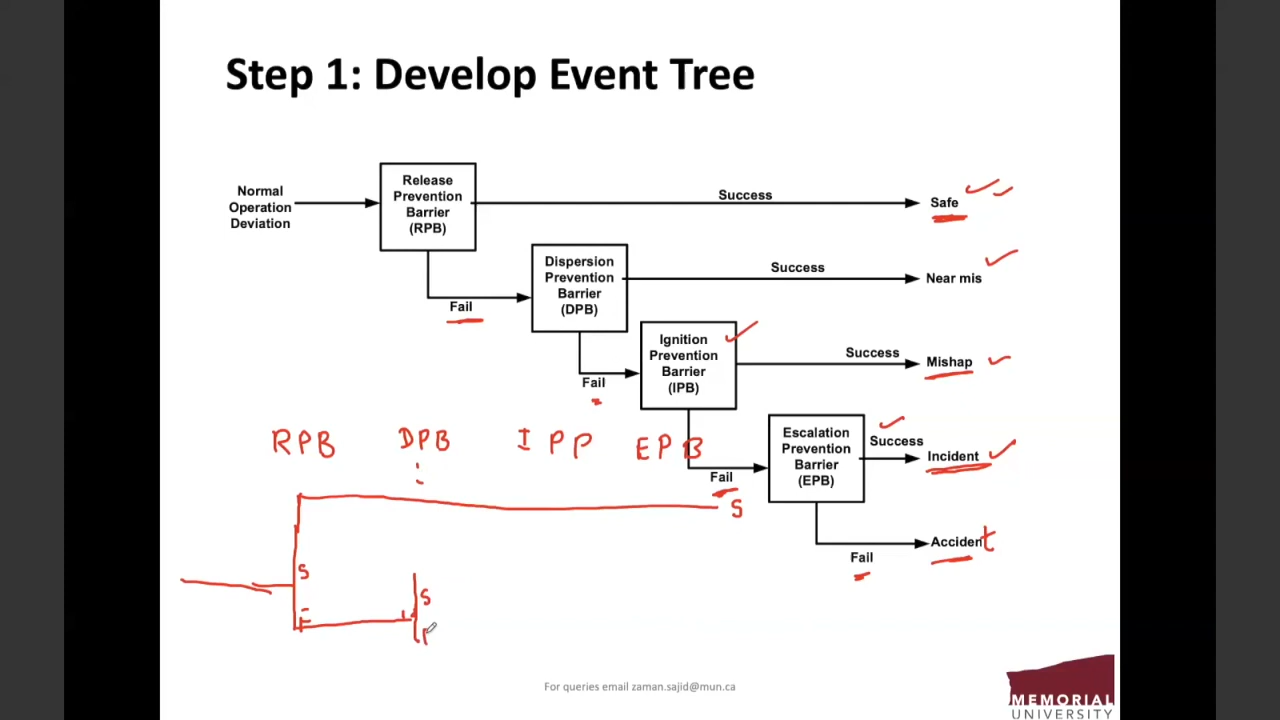 Step 1: Develop Event Tree
Normal
Operation
Deviation
Release
Prevention
Barrier
(RPB)
Success
Safe
Fail
Dispersion
Prevention
Barrier
(DPB)
Success
Near mis
Fail
Ignition
Prevention
Barrier
(IPB)
Success
Mishap
Fail
Escalation
Prevention
Barrier
(EPB)
Success
Incident
Fail
Accident
RPB DPB IPP EPB
S
S
F
S
For queries email zaman.sajid@mun.ca
MEMORIAL
UNIVERSITY